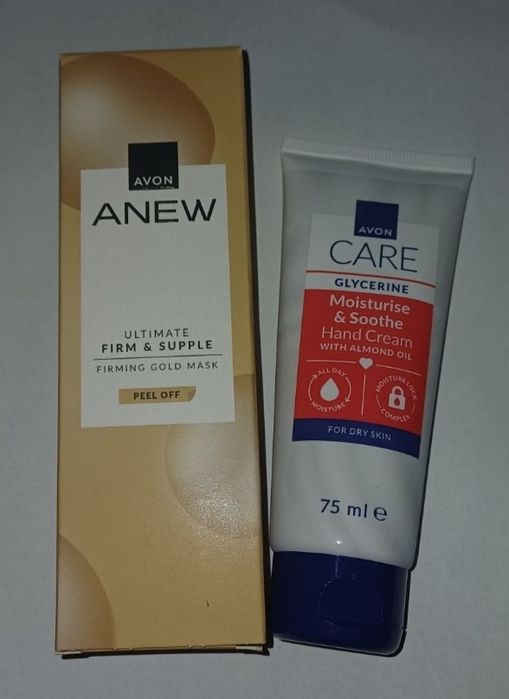 AVON
ANEW
ULTIMATE
FIRM & SUPPLE
FIRMING GOLD MASK
PEEL OFF
AVON
CARE
GLYCERINE
Moisturise
& Soothe
Hand Cream
WITH ALMOND OIL
ALL DAY
MOISTURE
MOISTURE LOCK
COMPLEX
FOR DRY SKIN
75 ml e